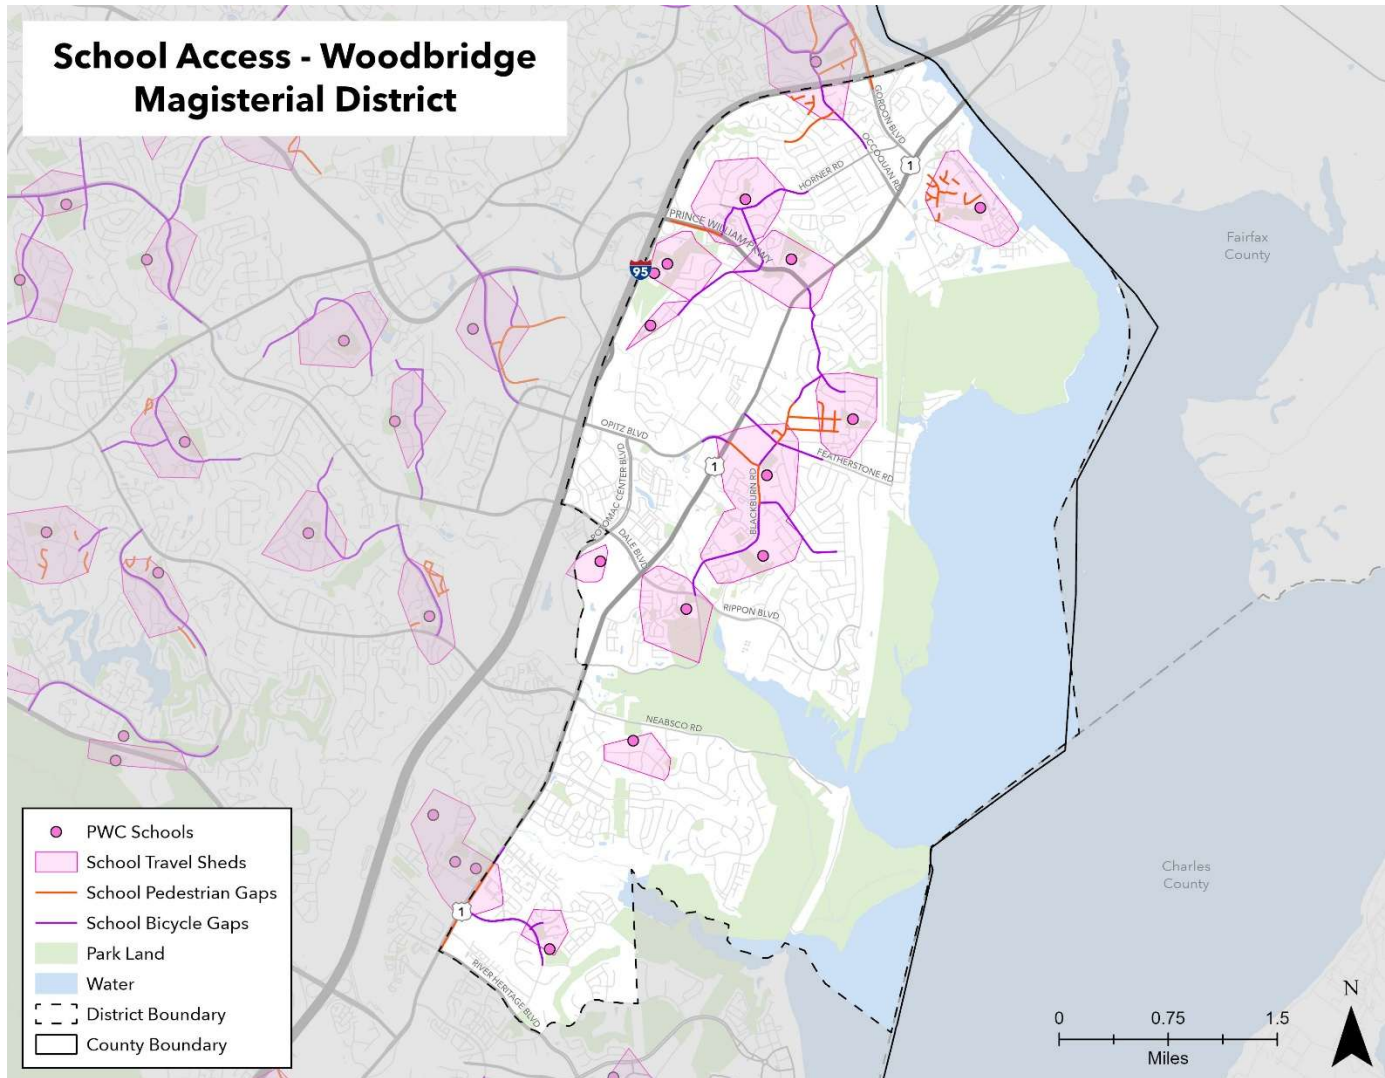 School Access - Woodbridge
Magisterial District
GORDON BLVD
OCCOQUAN RD
1
HORNER RD
PRINCE WILLIAM PKWY
Fairfax
County
95
OPITZ BLVD
1
FEATHERSTONE RD
POTOMAC CENTER BLVD
BLACKBURN RD
DALE BLVD
RIPPON BLVD
NEABSCO RD
PWC Schools
School Travel Sheds
School Pedestrian Gaps
School Bicycle Gaps
Park Land
Water
District Boundary
County Boundary
1
RIVER HERITAGE BLVD
Charles
County
N
0 0.75 1.5
Miles